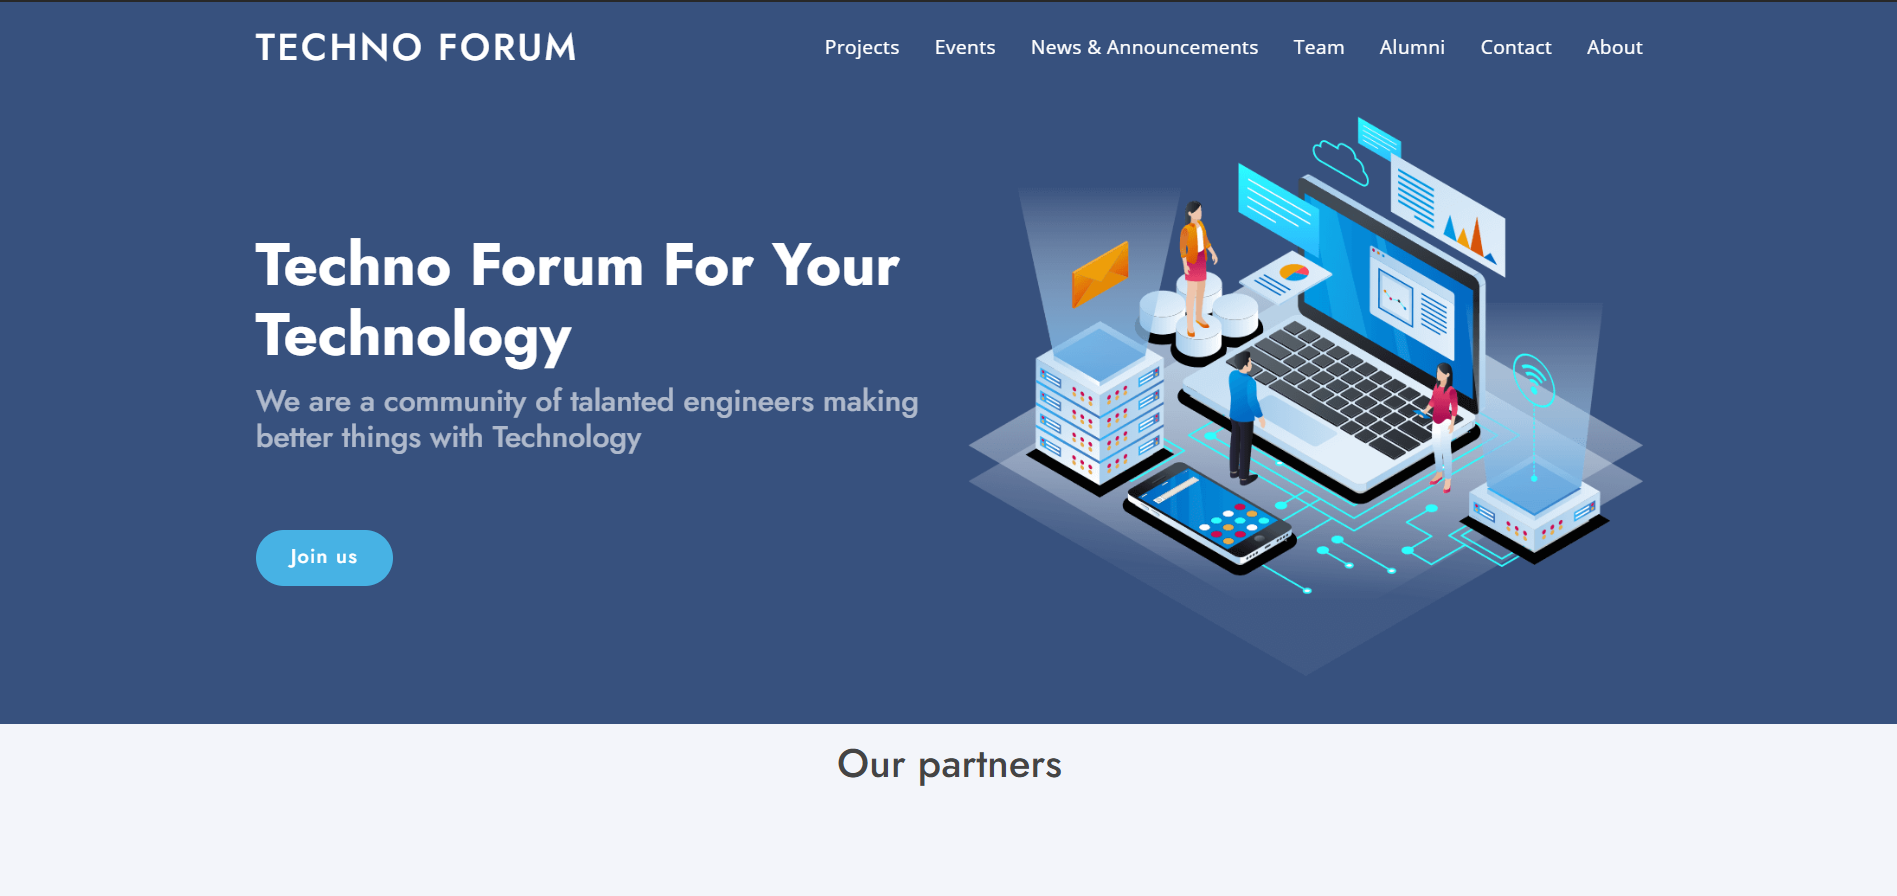 TECHNO FORUM
Projects Events News & Announcements Team Alumni Contact About
Techno Forum For Your
Technology
We are a community of talanted engineers making
better things with Technology
Join us
Our partners